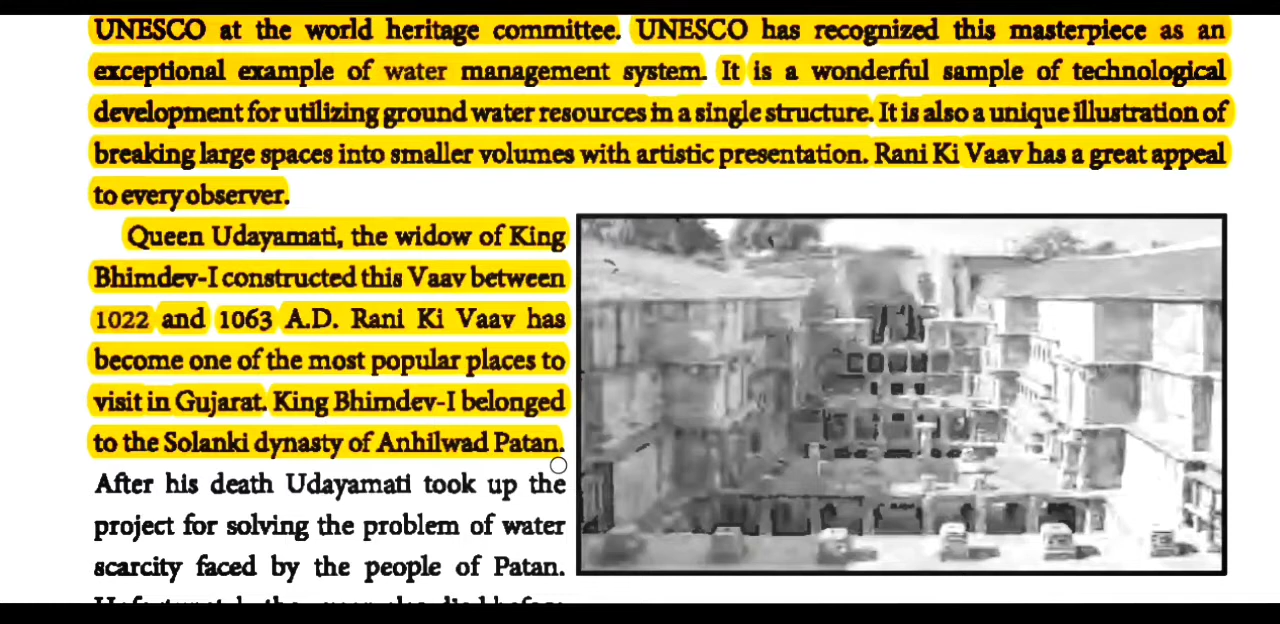 UNESCO at the world heritage committee. UNESCO has recognized this masterpiece as an
exceptional example of water management system. It is a wonderful sample of technological
development for utilizing ground water resources in a single structure. It is also a unique illustration of
breaking large spaces into smaller volumes with artistic presentation. Rani Ki Vaav has a great appeal
to every observer.
Queen Udayamati, the widow of King
Bhimdev-I constructed this Vaav between
1022 and 1063 A.D. Rani Ki Vaav has
become one of the most popular places to
visit in Gujarat. King Bhimdev-I belonged
to the Solanki dynasty of Anhilwad Patan.
After his death Udayamati took up the
project for solving the problem of water
scarcity faced by the people of Patan.